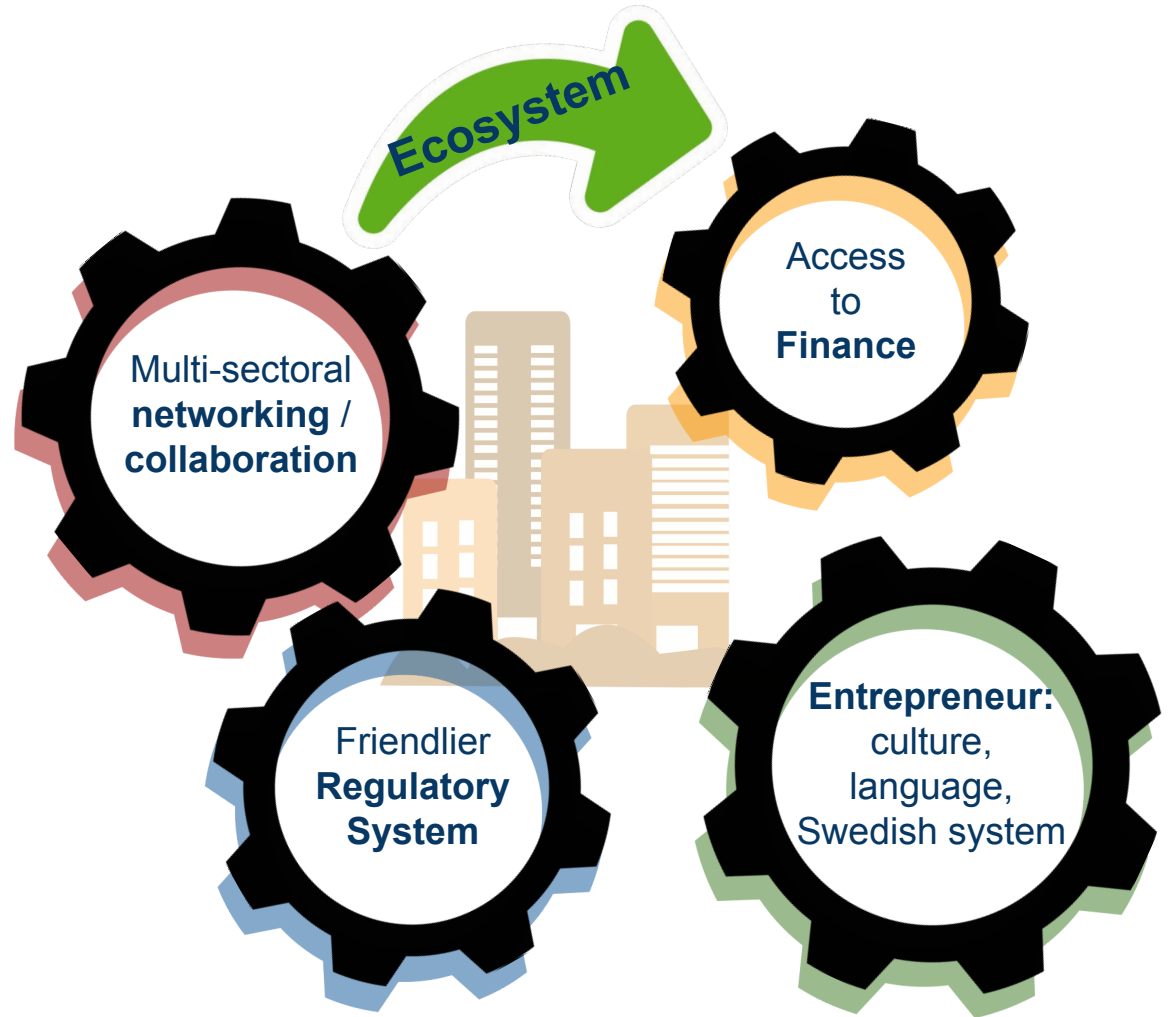 Ecosystem
Access
to
Finance
Multi-sectoral
networking /
collaboration
Friendlier
Regulatory
System
Entrepreneur:
culture,
language,
Swedish system